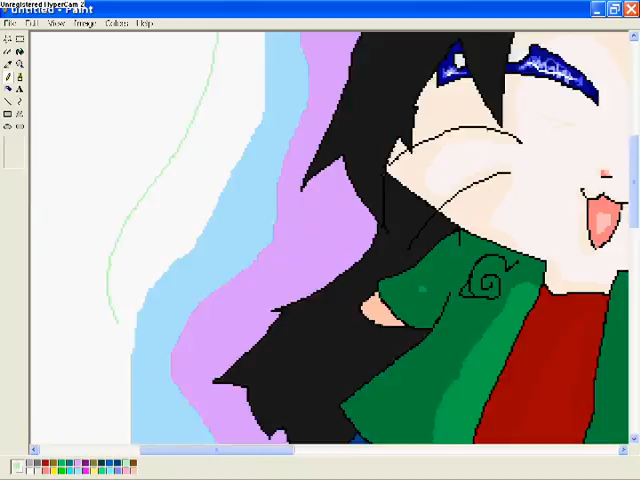 Unregistered HyperCam 2
untitled - Paint
File Edit View Image Colors Help